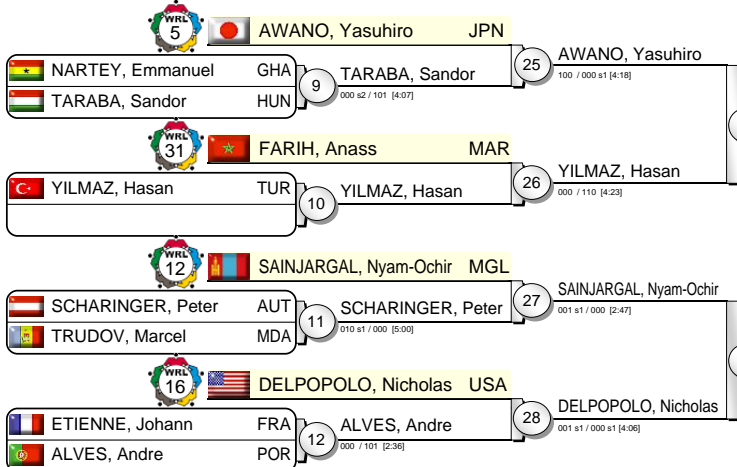 WRL
5
AWANO, Yasuhiro JPN
NARTEY, Emmanuel GHA
TARABA, Sandor HUN
9
TARABA, Sandor
000 s2 / 101 [4:07]
25
AWANO, Yasuhiro
100 / 000 s1 [4:18]
WRL
31
FARIH, Anass MAR
YILMAZ, Hasan TUR
10
YILMAZ, Hasan
26
YILMAZ, Hasan
000 / 110 [4:23]
WRL
12
SAINJARGAL, Nyam-Ochir MGL
SCHARINGER, Peter AUT
TRUDOV, Marcel MDA
11
SCHARINGER, Peter
010 s1 / 000 [5:00]
27
SAINJARGAL, Nyam-Ochir
001 s1 / 000 [2:47]
WRL
16
DELPOPOLO, Nicholas USA
ETIENNE, Johann FRA
ALVES, Andre POR
12
ALVES, Andre
000 / 101 [2:36]
28
DELPOPOLO, Nicholas
001 s1 / 000 s1 [4:06]